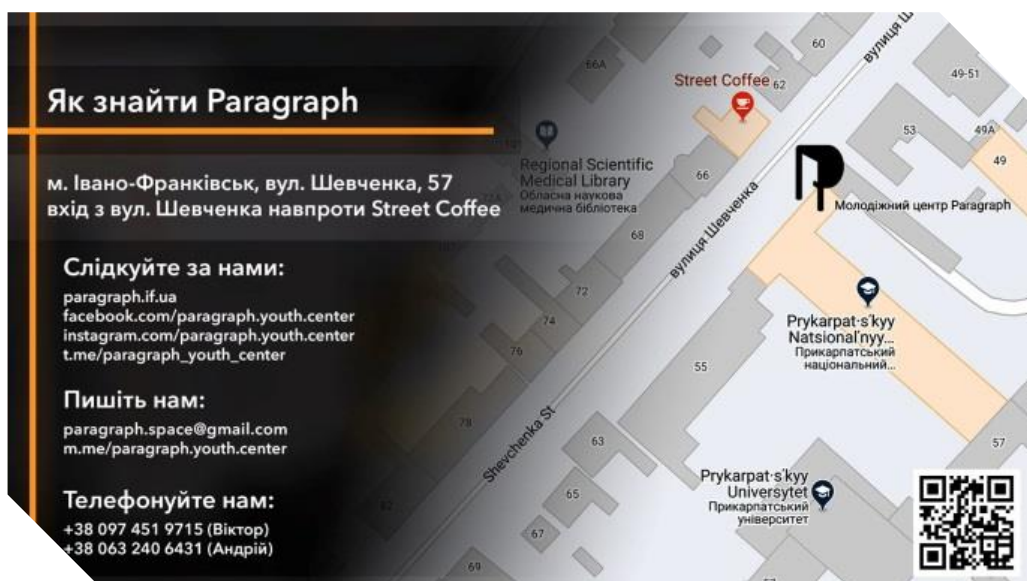 Як знайти Paragraph
м. Івано-Франківськ, вул. Шевченка, 57
вхід з вул. Шевченка навпроти Street Coffee
Слідкуйте за нами:
paragraph.if.ua
facebook.com/paragraph.youth.center
instagram.com/paragraph.youth.center
t.me/paragraph_youth_center
Пишіть нам:
paragraph.space@gmail.com
m.me/paragraph.youth.center
Телефонуйте нам:
+38 097 451 9715 (Віктор)
+38 063 240 6431 (Андрій)
66A
60
вулиця Ш
Street Coffee
62
49-51
53
49A
49
Regional Scientific
Medical Library
Обласна наукова
медична бібліотека
66
Молодіжний центр Paragraph
68
вулиця Шевченка
72
74
76
78
Prykarpat·s'kyy
Natsional'nyy...
Прикарпатський
національний...
55
57
Shevchenka St
63
65
67
69
Prykarpat·s'kyy
Universytet
Прикарпатський
університет